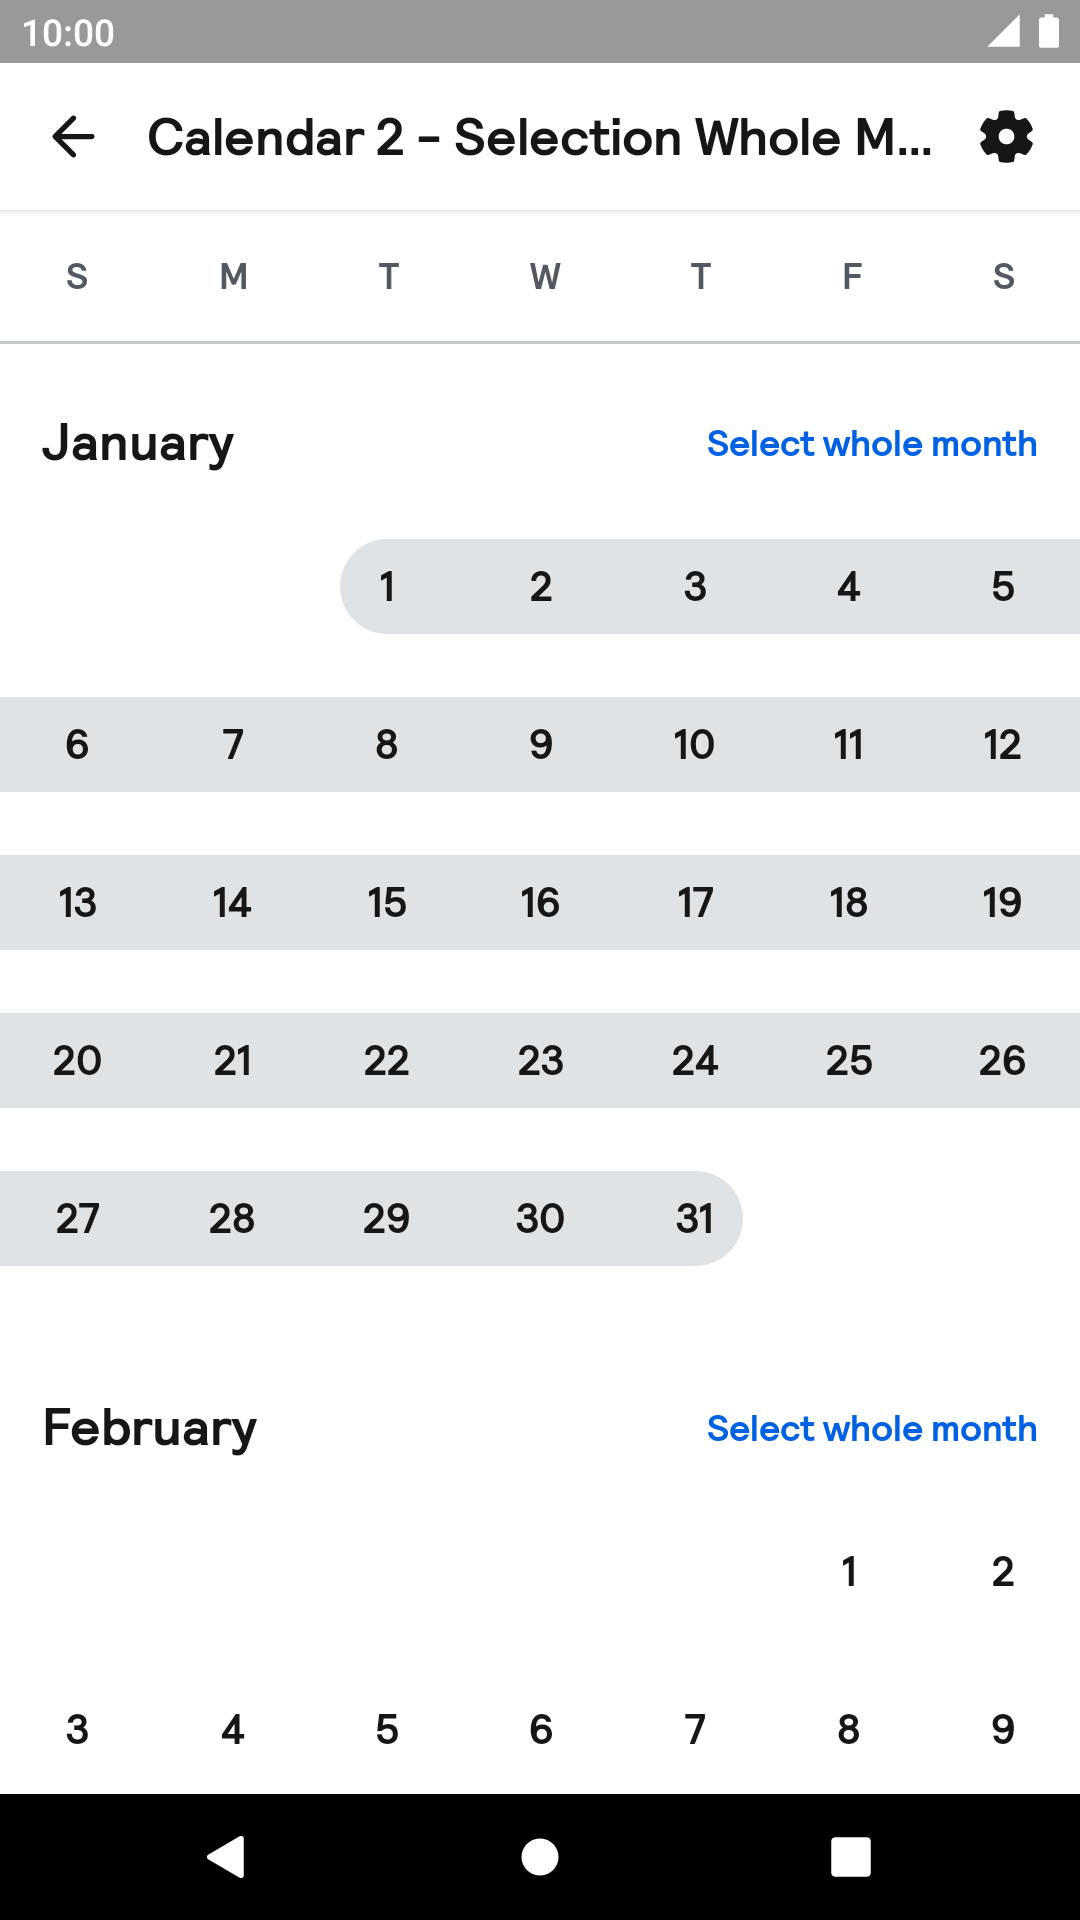 10:00
Calendar 2 – Selection Whole M...
S M T W T F S
January Select whole month
1 2 3 4 5
6 7 8 9 10 11 12
13 14 15 16 17 18 19
20 21 22 23 24 25 26
27 28 29 30 31
February Select whole month
1 2
3 4 5 6 7 8 9